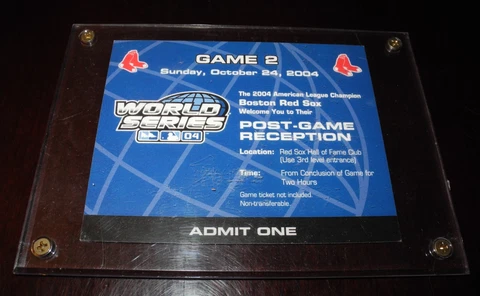 GAME 2
Sunday, October 24, 2004
WORLD
SERIES
04
The 2004 American League Champion
Boston Red Sox
Welcome You to Their
POST-GAME
RECEPTION
Location: Red Sox Hall of Fame Club
(Use 3rd level entrance)
Time: From Conclusion of Game for
Two Hours
Game ticket not included.
Non-transferable.
ADMIT ONE